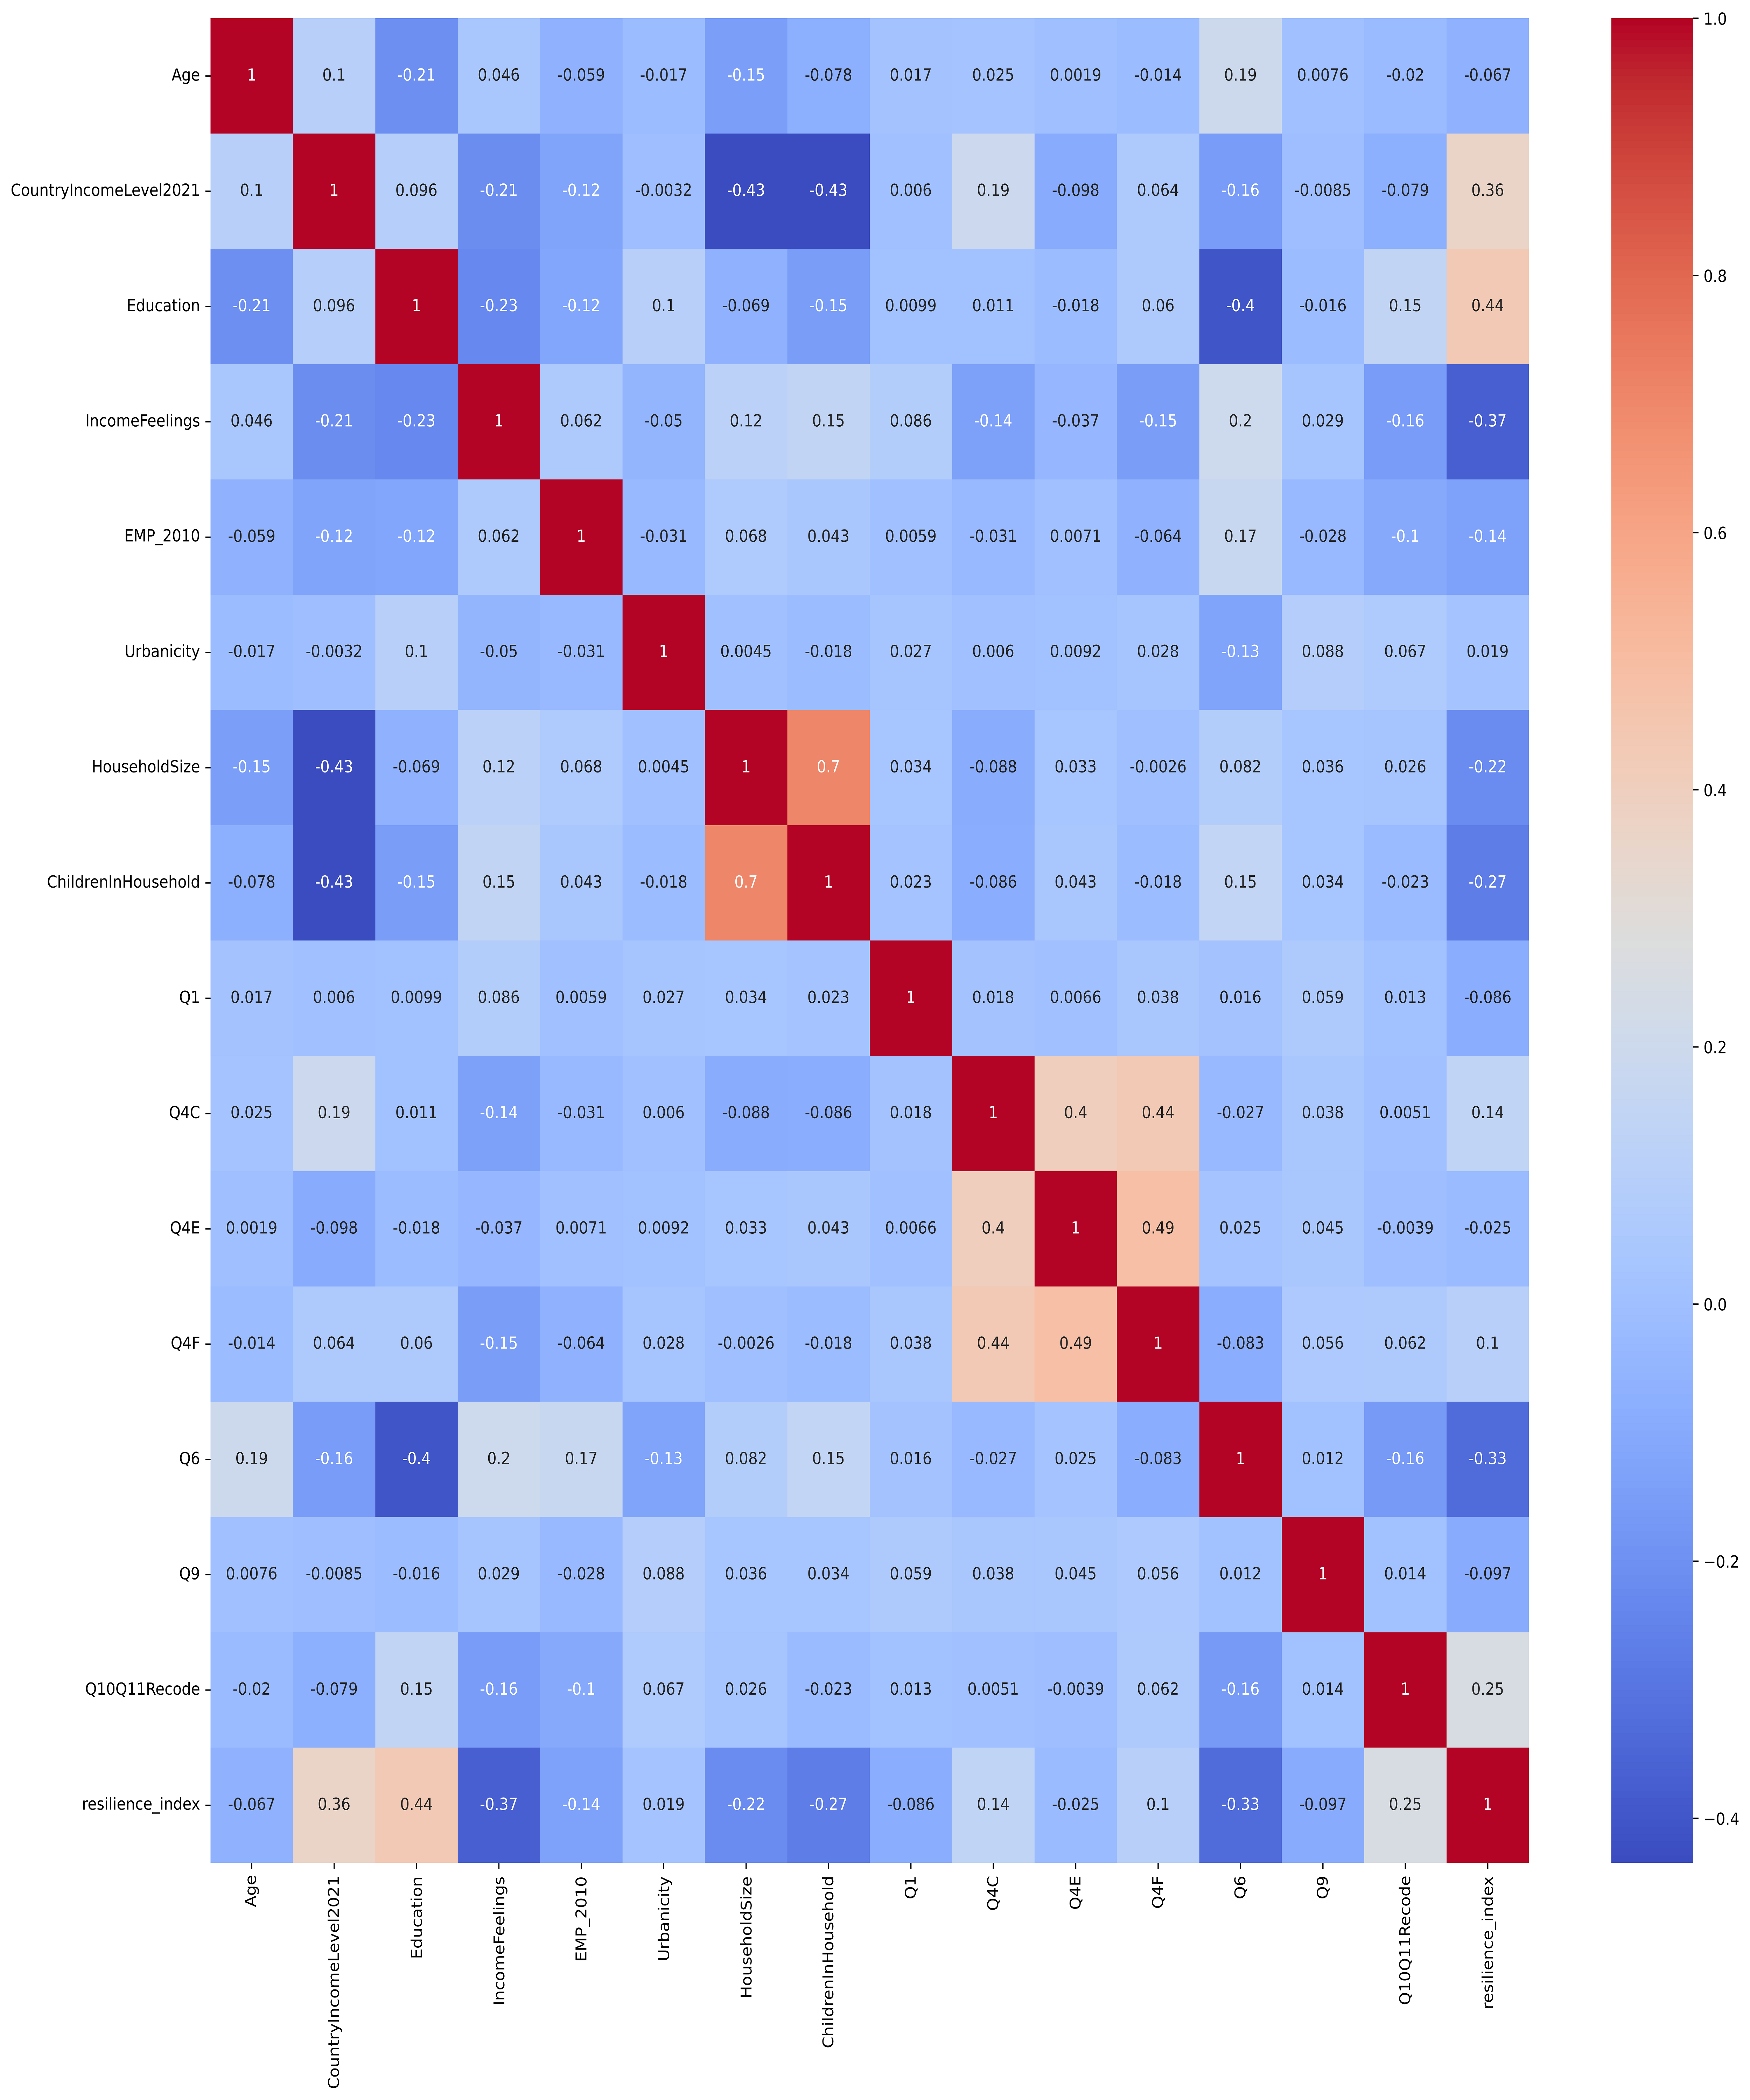 Age 1 0.1 -0.21 0.046 -0.059 -0.017 -0.15 -0.078 0.017 0.025 0.0019 -0.014 0.19 0.0076 -0.02 -0.067
CountryIncomeLevel2021 0.1 1 0.096 -0.21 -0.12 -0.0032 -0.43 -0.43 0.006 0.19 -0.098 0.064 -0.16 -0.0085 -0.079 0.36
Education -0.21 0.096 1 -0.23 -0.12 0.1 -0.069 -0.15 0.0099 0.011 -0.018 0.06 -0.4 -0.016 0.15 0.44
IncomeFeelings 0.046 -0.21 -0.23 1 0.062 -0.05 0.12 0.15 0.086 -0.14 -0.037 -0.15 0.2 0.029 -0.16 -0.37
EMP_2010 -0.059 -0.12 -0.12 0.062 1 -0.031 0.068 0.043 0.0059 -0.031 0.0071 -0.064 0.17 -0.028 -0.1 -0.14
Urbanicity -0.017 -0.0032 0.1 -0.05 -0.031 1 0.0045 -0.018 0.027 0.006 0.0092 0.028 -0.13 0.088 0.067 0.019
HouseholdSize -0.15 -0.43 -0.069 0.12 0.068 0.0045 1 0.7 0.034 -0.088 0.033 -0.0026 0.082 0.036 0.026 -0.22
ChildrenInHousehold -0.078 -0.43 -0.15 0.15 0.043 -0.018 0.7 1 0.023 -0.086 0.043 -0.018 0.15 0.034 -0.023 -0.27
Q1 0.017 0.006 0.0099 0.086 0.0059 0.027 0.034 0.023 1 0.018 0.0066 0.038 0.016 0.059 0.013 -0.086
Q4C 0.025 0.19 0.011 -0.14 -0.031 0.006 -0.088 -0.086 0.018 1 0.4 0.44 -0.027 0.038 0.0051 0.14
Q4E 0.0019 -0.098 -0.018 -0.037 0.0071 0.0092 0.033 0.043 0.0066 0.4 1 0.49 0.025 0.045 -0.0039 -0.025
Q4F -0.014 0.064 0.06 -0.15 -0.064 0.028 -0.0026 -0.018 0.038 0.44 0.49 1 -0.083 0.056 0.062 0.1
Q6 0.19 -0.16 -0.4 0.2 0.17 -0.13 0.082 0.15 0.016 -0.027 0.025 -0.083 1 0.012 -0.16 -0.33
Q9 0.0076 -0.0085 -0.016 0.029 -0.028 0.088 0.036 0.034 0.059 0.038 0.045 0.056 0.012 1 0.014 -0.097
Q10Q11Recode -0.02 -0.079 0.15 -0.16 -0.1 0.067 0.026 -0.023 0.013 0.0051 -0.0039 0.062 -0.16 0.014 1 0.25
resilience_index -0.067 0.36 0.44 -0.37 -0.14 0.019 -0.22 -0.27 -0.086 0.14 -0.025 0.1 -0.33 -0.097 0.25 1
Age
CountryIncomeLevel2021
Education
IncomeFeelings
EMP_2010
Urbanicity
HouseholdSize
ChildrenInHousehold
Q1
Q4C
Q4E
Q4F
Q6
Q9
Q10Q11Recode
resilience_index
1.0
0.8
0.6
0.4
0.2
0.0
−0.2
−0.4